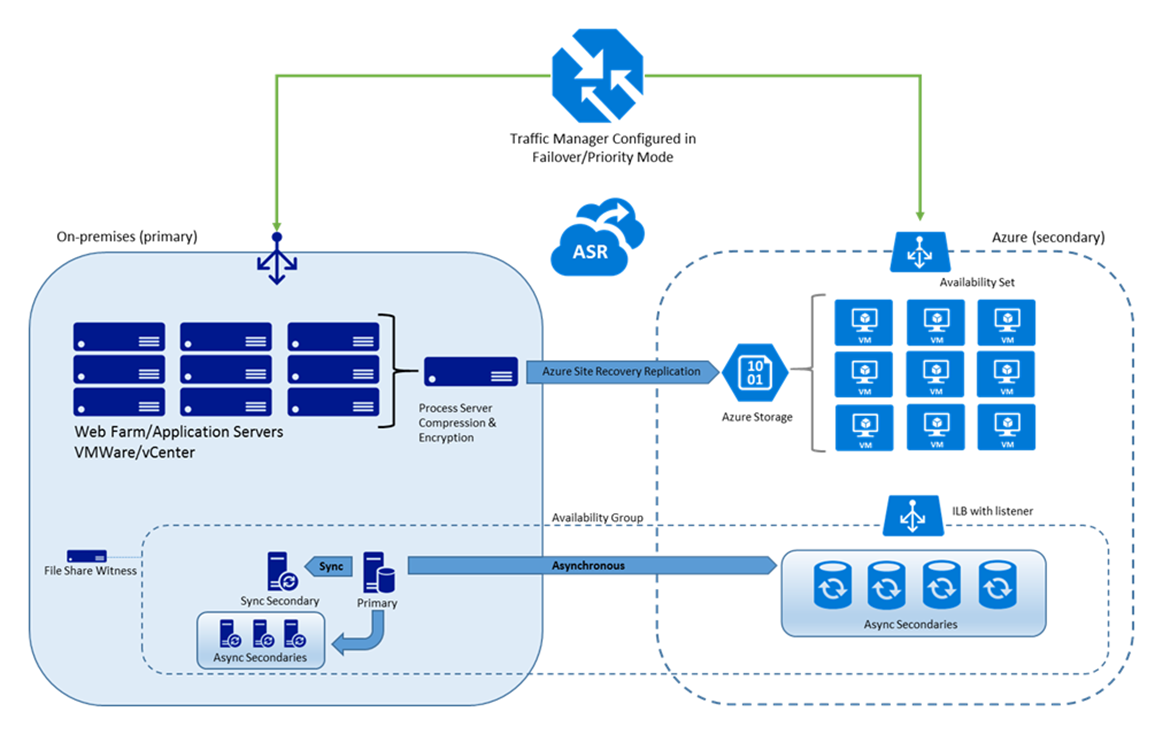 Traffic Manager Configured in
Failover/Priority Mode
On-premises (primary)
ASR
Azure (secondary)
Availability Set
VM
VM
VM
Azure Site Recovery Replication
10
01
VM
VM
VM
Process Server
Compression &
Encryption
Azure Storage
VM
VM
VM
Web Farm/Application Servers
VMWare/vCenter
Availability Group
ILB with listener
File Share Witness
Sync
Asynchronous
Sync Secondary
Primary
Async Secondaries
Async Secondaries